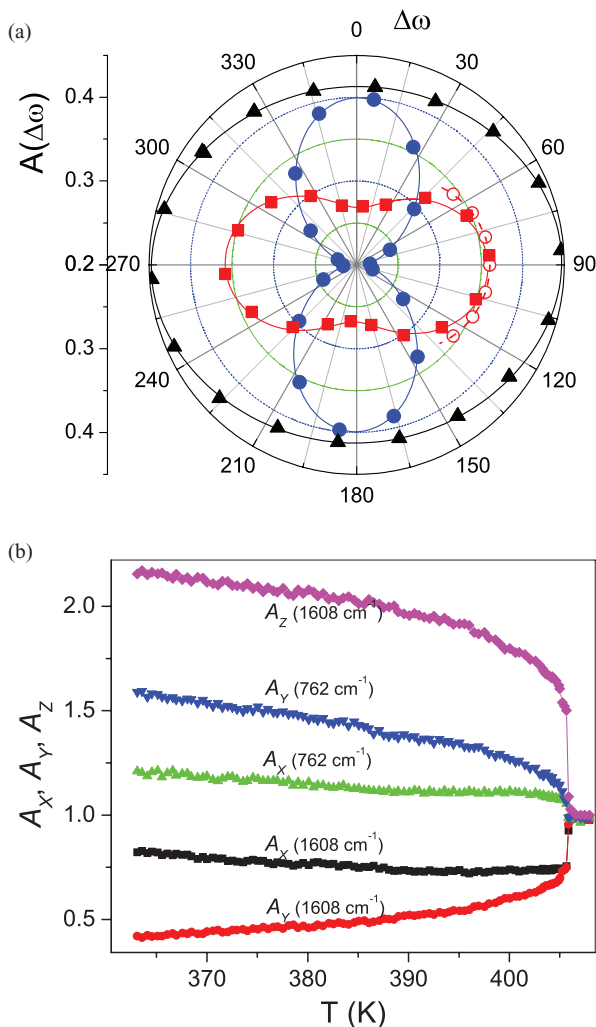 (a)
0 Δω
330 30
0.4
300 60
0.3
A(Δω)
0.2 270 90
0.3
240 120
0.4
210 150
180
(b)
2.0
A_Z (1608 cm⁻¹)
A_Y (762 cm⁻¹)
1.5
A_X (762 cm⁻¹)
A_X, A_Y, A_Z
1.0
A_X (1608 cm⁻¹)
A_Y (1608 cm⁻¹)
0.5
370 380 390 400
T (K)